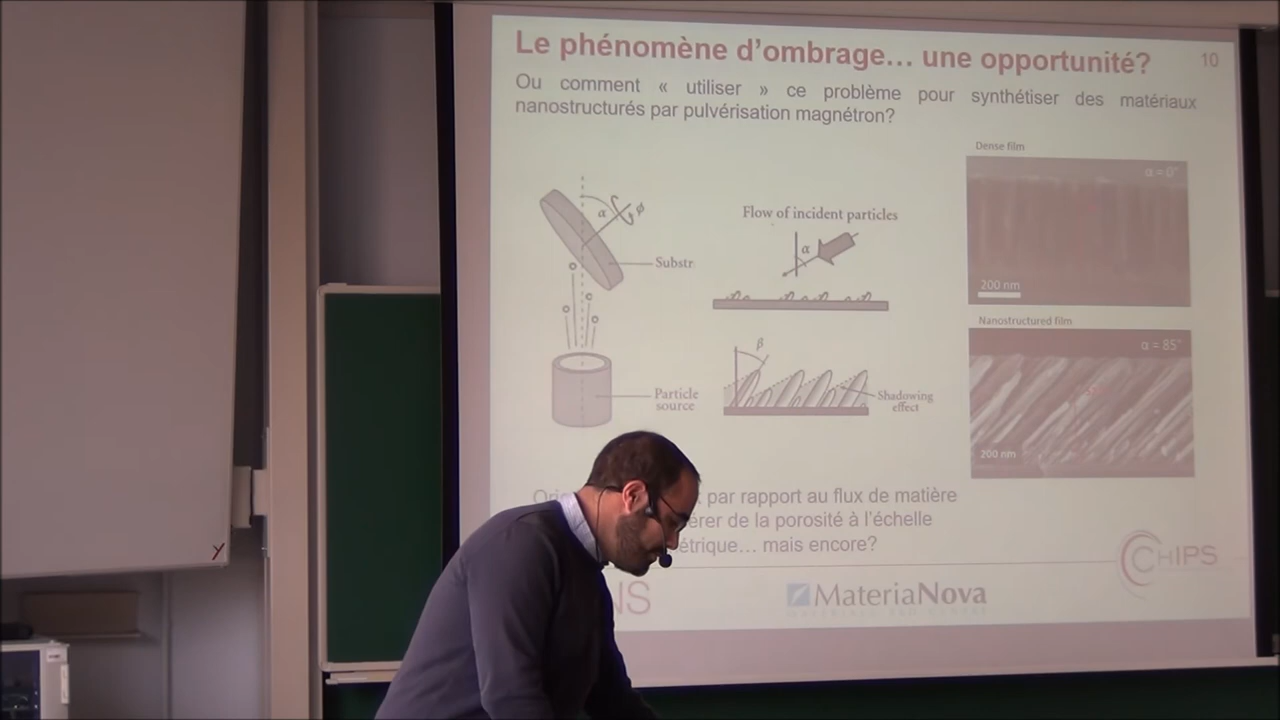 Le phénomène d'ombrage… une opportunité?
10
Ou comment « utiliser » ce problème pour synthétiser des matériaux
nanostructurés par pulvérisation magnétron?
Dense film
α = 0°
200 nm
Nanostructured film
α = 85°
200 nm
α
ϕ
Substr
Particle
source
Flow of incident particles
α
β
Shadowing
effect
par rapport au flux de matière
à l'échelle
de la porosité
mais encore?
NS
MateriaNova
CHIPS
Y